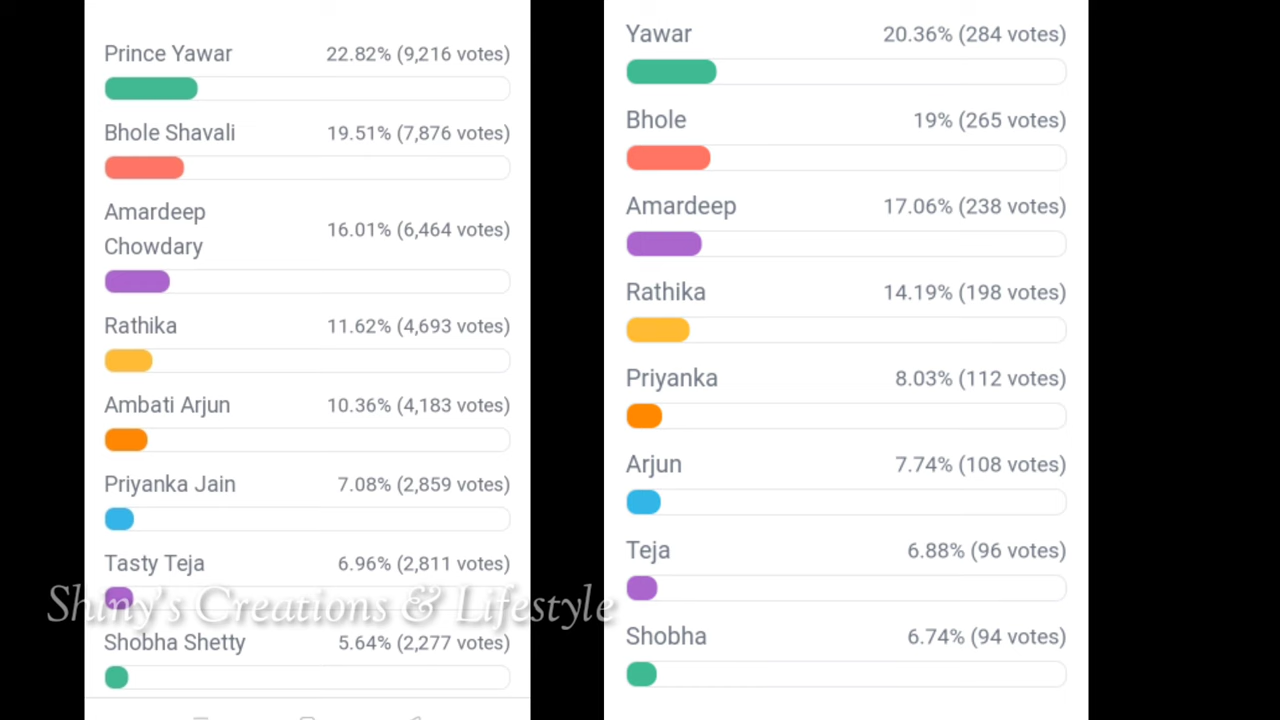 Prince Yawar 22.82% (9,216 votes)
Bhole Shavali 19.51% (7,876 votes)
Amardeep
Chowdary 16.01% (6,464 votes)
Rathika 11.62% (4,693 votes)
Ambati Arjun 10.36% (4,183 votes)
Priyanka Jain 7.08% (2,859 votes)
Tasty Teja 6.96% (2,811 votes)
Shobha Shetty 5.64% (2,277 votes)
Yawar 20.36% (284 votes)
Bhole 19% (265 votes)
Amardeep 17.06% (238 votes)
Rathika 14.19% (198 votes)
Priyanka 8.03% (112 votes)
Arjun 7.74% (108 votes)
Teja 6.88% (96 votes)
Shobha 6.74% (94 votes)
Shiny's Creations & Lifestyle